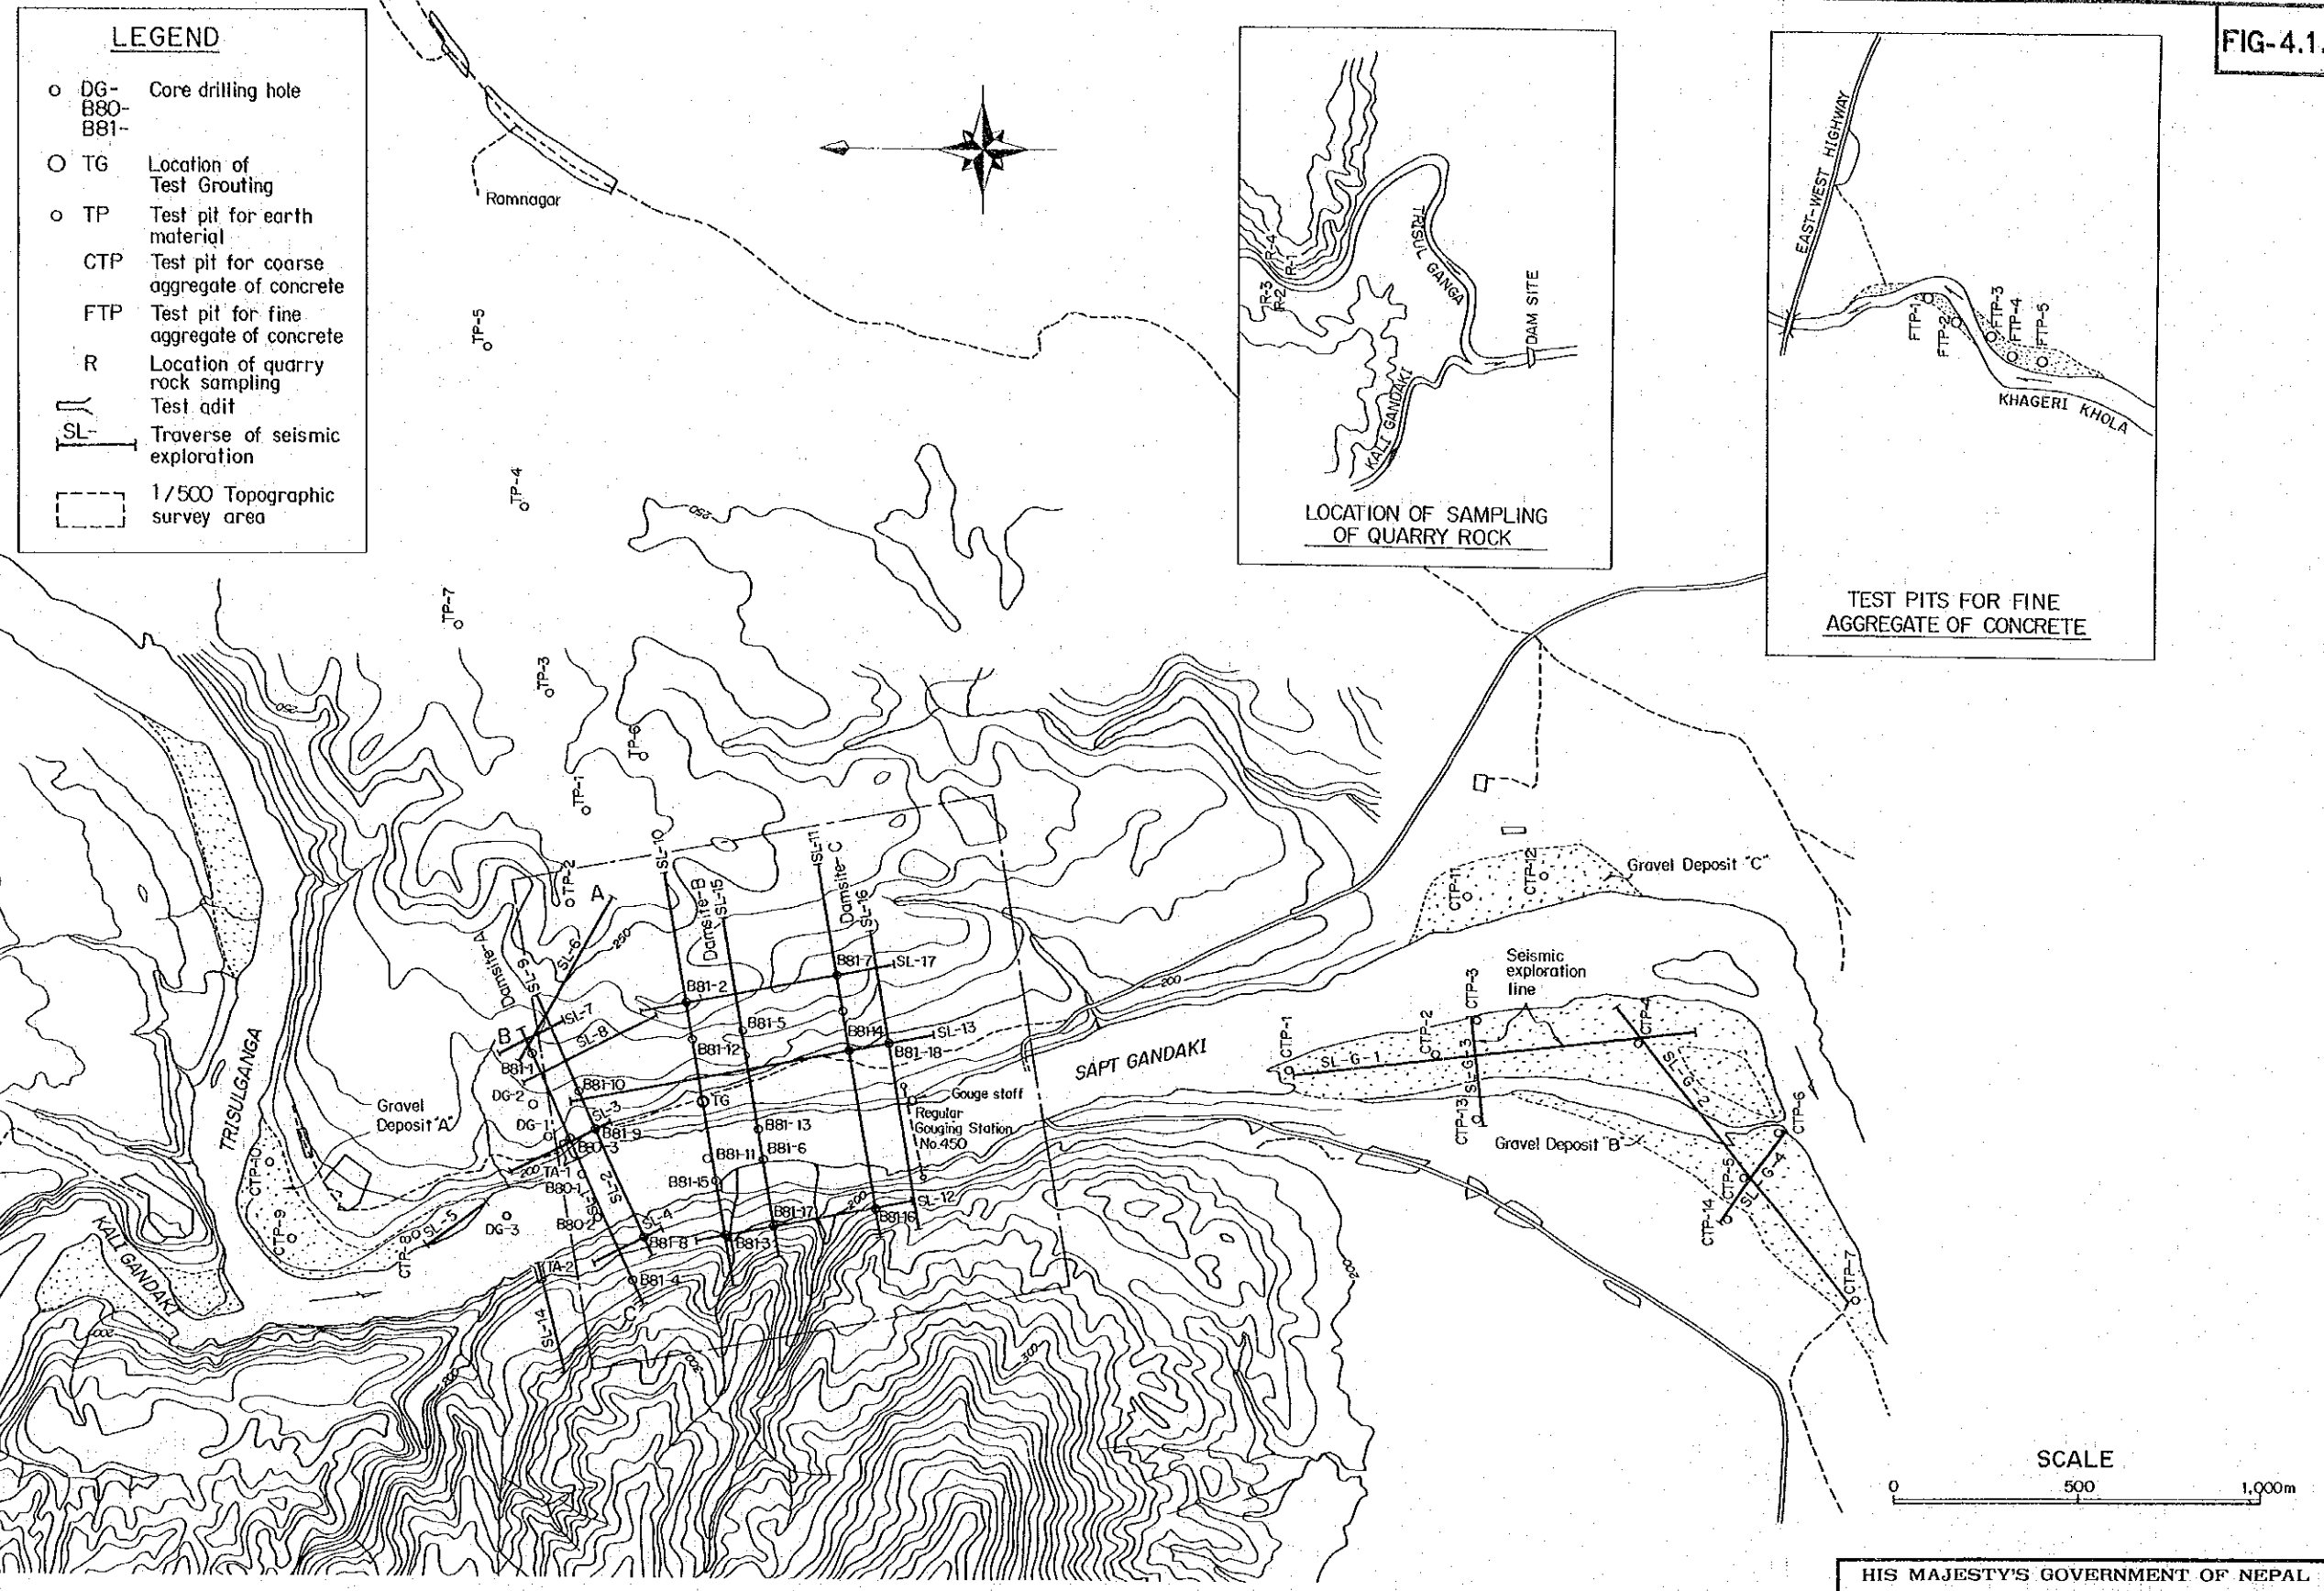 FIG-4.1.
LEGEND
DG-
B80-
B81-
Core drilling hole
TG
Location of
Test Grouting
TP
Test pit for earth
material
CTP
Test pit for coarse
aggregate of concrete
FTP
Test pit for fine
aggregate of concrete
R
Location of quarry
rock sampling
Test adit
SL-
Traverse of seismic
exploration
1/500 Topographic
survey area
Ramnagar
R-4
R-1
R-3
R-2
TRISUL GANGA
KALI GANDAKI
DAM SITE
LOCATION OF SAMPLING
OF QUARRY ROCK
EAST-WEST HIGHWAY
FTP-1
FTP-2
FTP-3
FTP-4
FTP-5
KHAGERI KHOLA
TEST PITS FOR FINE
AGGREGATE OF CONCRETE
TP-5
TP-4
TP-7
TP-3
TP-6
TP-1
TP-2
250
250
250
A
SL-6
SL-9
Damsite-A
SL-10
Damsite-B
SL-15
SL-11
Damsite-C
SL-16
B81-7
SL-17
B81-2
B
SL-7
SL-8
B81-5
B81-12
B81-14
SL-13
B81-18
B81-1
B81-10
DG-2
SL-3
TG
Gouge staff
Regular
Gouging Station
No.450
Gravel
Deposit "A"
DG-1
B81-9
B80-3
B81-13
B81-11
B81-6
200
TA-1
B80-1
SL-2
B81-15
B80-2
DG-3
SL-4
B81-8
B81-3
B81-17
200
SL-12
B81-16
TA-2
B81-4
C
SL-14
SL-5
CTP-8
CTP-9
CTP-10
TRISULGANGA
KALI GANDAKI
200
200
300
200
SAPT GANDAKI
200
CTP-11
CTP-12
Gravel Deposit "C"
Seismic
exploration
line
CTP-1
CTP-2
CTP-3
CTP-4
SL-G-1
SL-G-3
SL-G-2
CTP-13
Gravel Deposit "B"
CTP-6
CTP-5
SL-G-4
CTP-14
CTP-7
SCALE
0 500 1,000m
HIS MAJESTY'S GOVERNMENT OF NEPAL